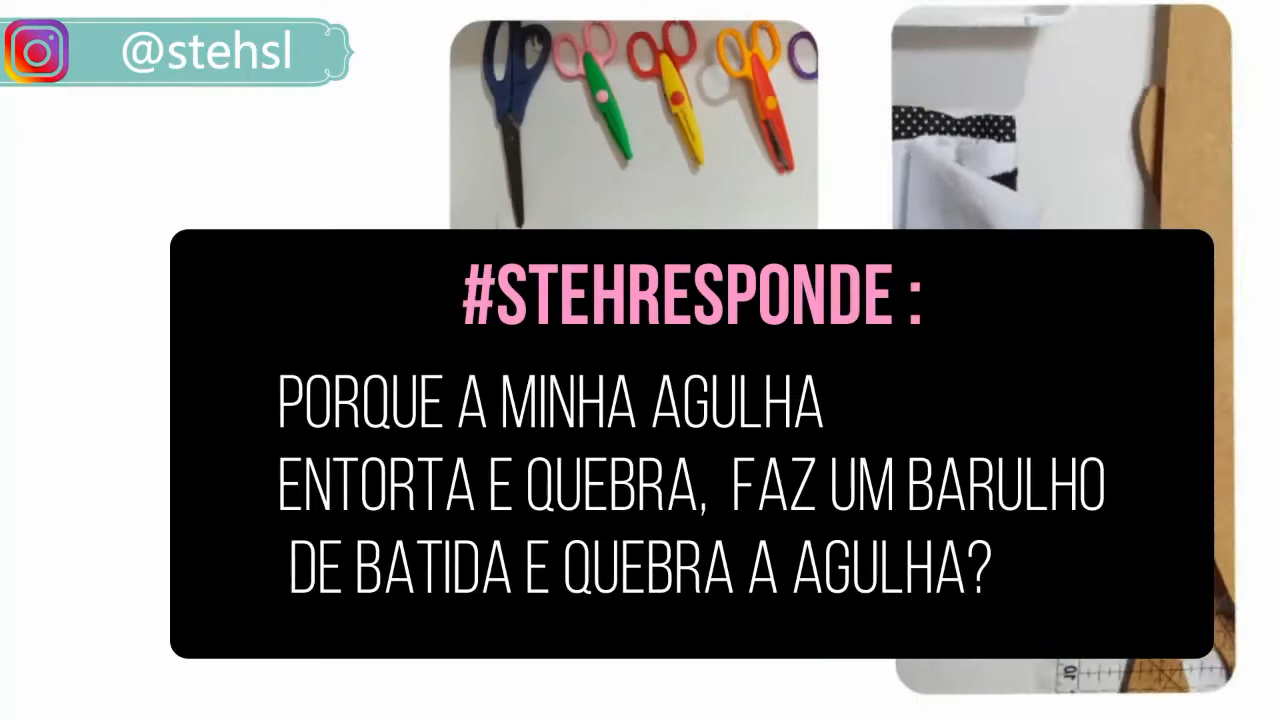 @stehsl
#STEHRESPONDE :
PORQUE A MINHA AGULHA
ENTORTA E QUEBRA, FAZ UM BARULHO
DE BATIDA E QUEBRA A AGULHA?